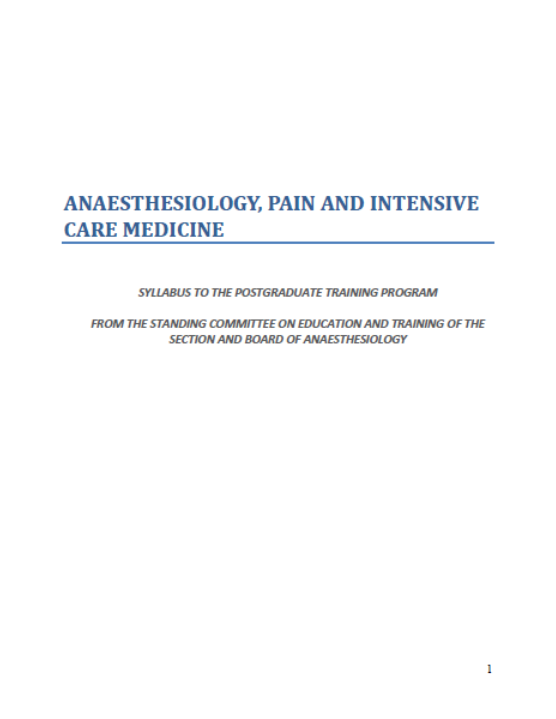 ANAESTHESIOLOGY, PAIN AND INTENSIVE
CARE MEDICINE
SYLLABUS TO THE POSTGRADUATE TRAINING PROGRAM
FROM THE STANDING COMMITTEE ON EDUCATION AND TRAINING OF THE
SECTION AND BOARD OF ANAESTHESIOLOGY
1